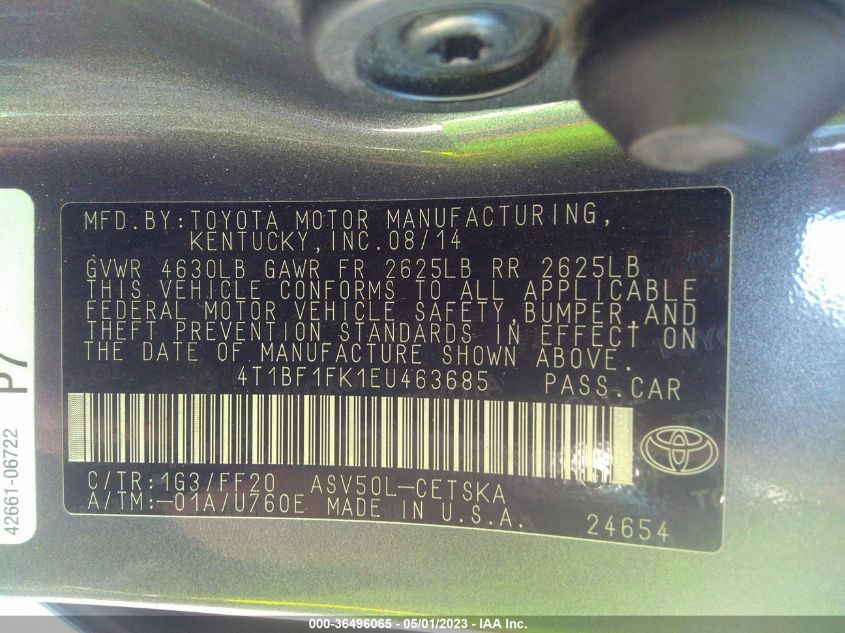 MFD.BY:TOYOTA MOTOR MANUFACTURING,
KENTUCKY,INC.08/14
GVWR 4630LB GAWR FR 2625LB RR 2625LB
THIS VEHICLE CONFORMS TO ALL APPLICABLE
FEDERAL MOTOR VEHICLE SAFETY,BUMPER,AND
THEFT PREVENTION STANDARDS IN EFFECT ON
THE DATE OF MANUFACTURE SHOWN ABOVE.
4T1BF1FK1EU463685 PASS.CAR
C/TR:1G3/FF20 ASV50L-CETSKA
A/TM:-01A/U760E MADE IN U.S.A.
24654
P7
42661-06722
000-36496065 - 05/01/2023 - IAA Inc.